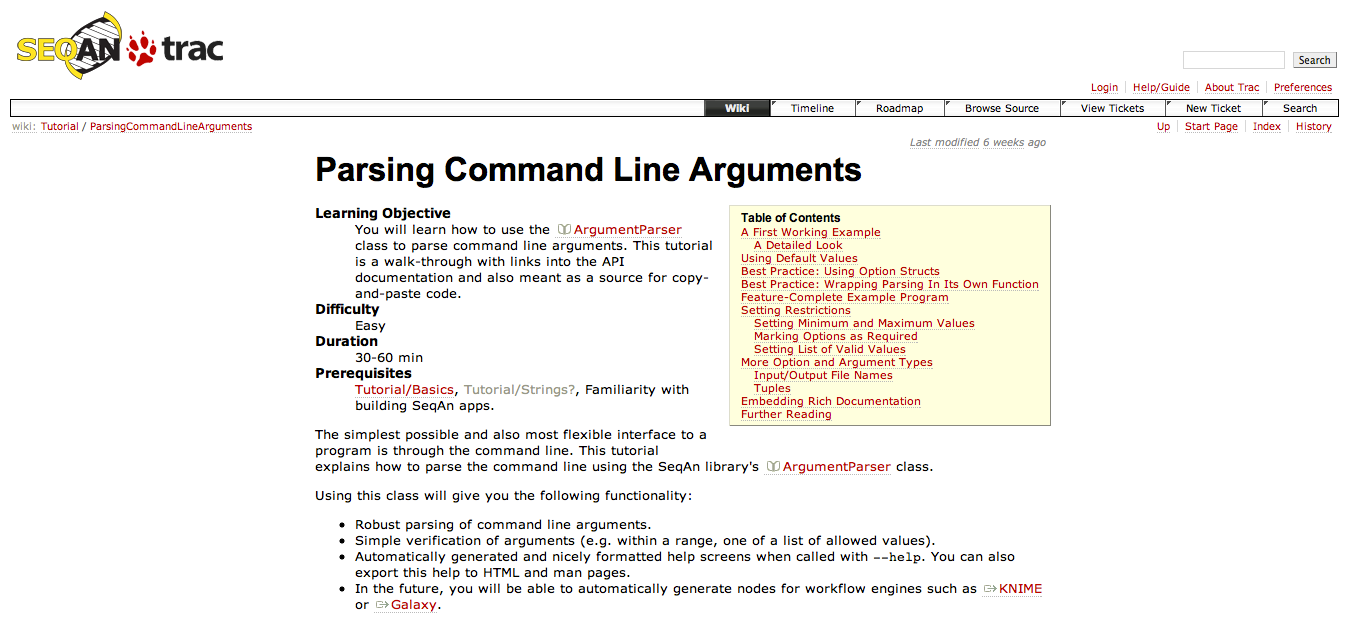 SEQAN trac
Search
Login Help/Guide About Trac Preferences
Wiki Timeline Roadmap Browse Source View Tickets New Ticket Search
wiki: Tutorial / ParsingCommandLineArguments
Up Start Page Index History
Last modified 6 weeks ago
Parsing Command Line Arguments
Learning Objective
You will learn how to use the ArgumentParser
class to parse command line arguments. This tutorial
is a walk-through with links into the API
documentation and also meant as a source for copy-
and-paste code.
Difficulty
Easy
Duration
30-60 min
Prerequisites
Tutorial/Basics, Tutorial/Strings?, Familiarity with
building SeqAn apps.
Table of Contents
A First Working Example
A Detailed Look
Using Default Values
Best Practice: Using Option Structs
Best Practice: Wrapping Parsing In Its Own Function
Feature-Complete Example Program
Setting Restrictions
Setting Minimum and Maximum Values
Marking Options as Required
Setting List of Valid Values
More Option and Argument Types
Input/Output File Names
Tuples
Embedding Rich Documentation
Further Reading
The simplest possible and also most flexible interface to a
program is through the command line. This tutorial
explains how to parse the command line using the SeqAn library's ArgumentParser class.
Using this class will give you the following functionality:
• Robust parsing of command line arguments.
• Simple verification of arguments (e.g. within a range, one of a list of allowed values).
• Automatically generated and nicely formatted help screens when called with --help. You can also
export this help to HTML and man pages.
• In the future, you will be able to automatically generate nodes for workflow engines such as KNIME
or Galaxy.